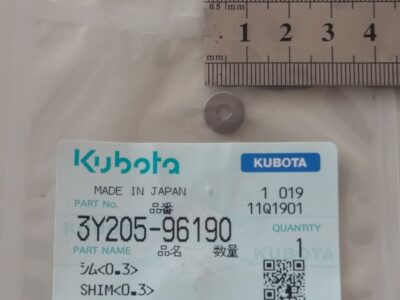 0.5 mm
mm
1 2 3 4
Kubota KUBOTA
MADE IN JAPAN 1 019
PART No. 品番 11Q1901
3Y205-96190 QUANTITY
PART NAME 品名 数量 1
シム<0.3>
SHIM<0.3>